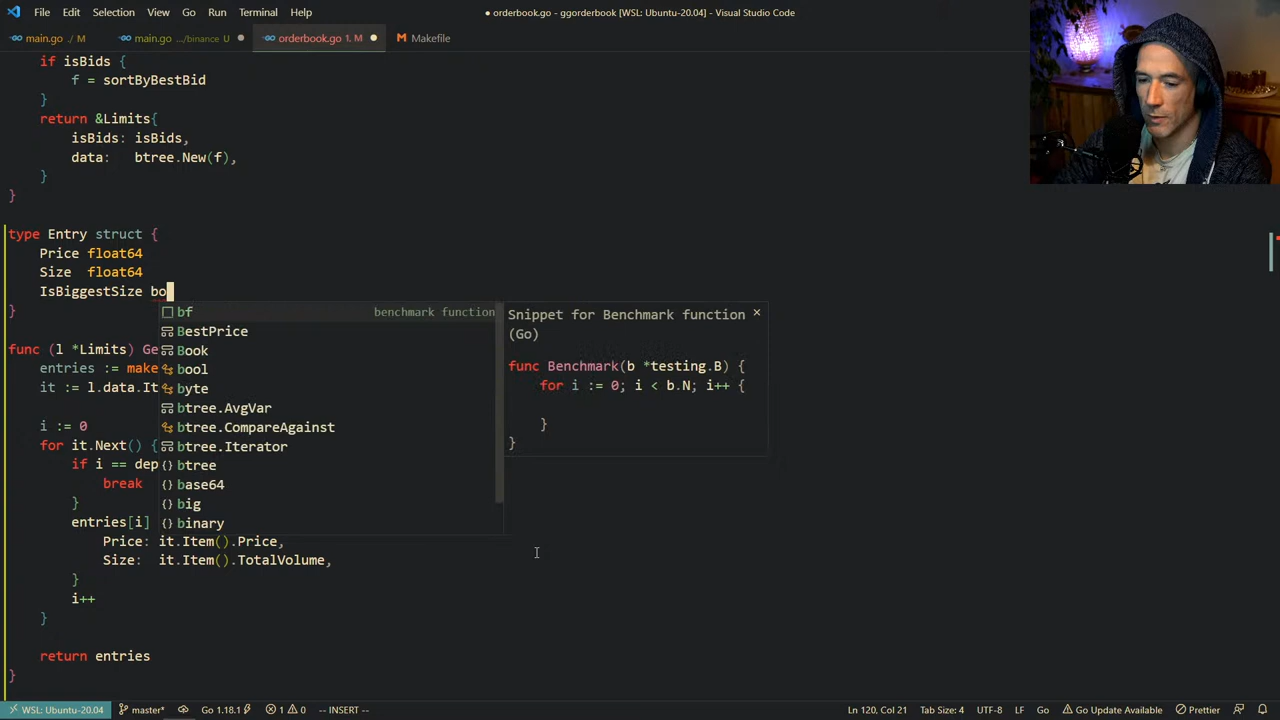 File Edit Selection View Go Run Terminal Help ● orderbook.go - ggorderbook [WSL: Ubuntu-20.04] - Visual Studio Code
main.go ./ M main.go .../binance U orderbook.go 1, M Makefile
if isBids {
f = sortByBestBid
}
return &Limits{
isBids: isBids,
data: btree.New(f),
}
}
type Entry struct {
Price float64
Size float64
IsBiggestSize bo
}
bf benchmark function
BestPrice
Book
bool
byte
btree.AvgVar
btree.CompareAgainst
btree.Iterator
btree
base64
big
binary
Snippet for Benchmark function
(Go)
func Benchmark(b *testing.B) {
for i := 0; i < b.N; i++ {
}
}
func (l *Limits) Ge
entries := make
it := l.data.It
i := 0
for it.Next() {
if i == dep
break
}
entries[i]
Price: it.Item().Price,
Size: it.Item().TotalVolume,
}
i++
}
return entries
}
WSL: Ubuntu-20.04 master* Go 1.18.1 1 0 -- INSERT -- Ln 120, Col 21 Tab Size: 4 UTF-8 LF Go Go Update Available Prettier